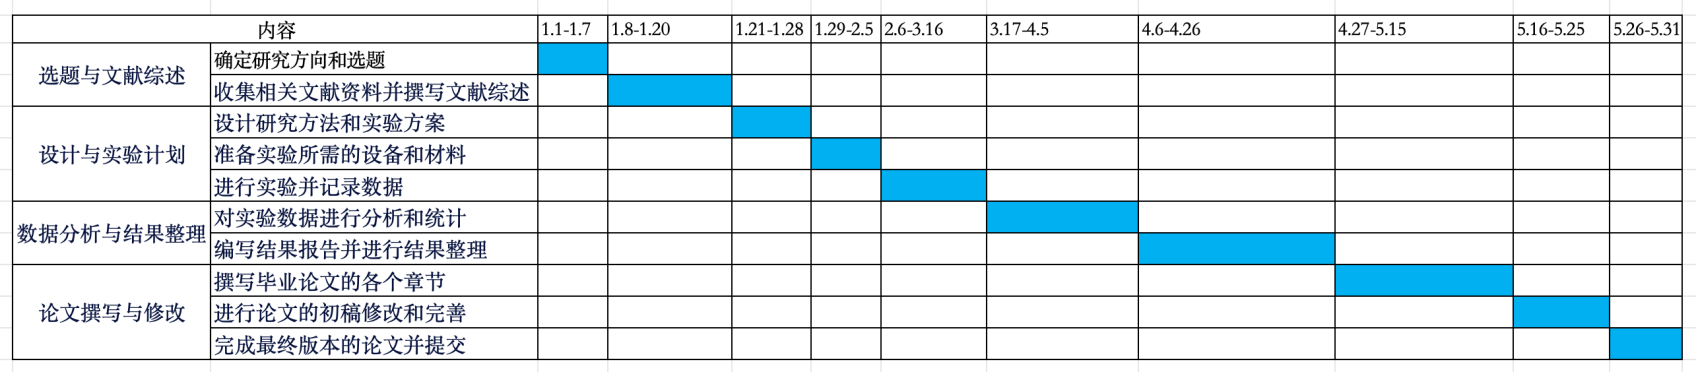 内容 1.1-1.7 1.8-1.20 1.21-1.28 1.29-2.5 2.6-3.16 3.17-4.5 4.6-4.26 4.27-5.15 5.16-5.25 5.26-5.31
选题与文献综述
确定研究方向和选题
收集相关文献资料并撰写文献综述
设计与实验计划
设计研究方法和实验方案
准备实验所需的设备和材料
进行实验并记录数据
数据分析与结果整理
对实验数据进行分析和统计
编写结果报告并进行结果整理
论文撰写与修改
撰写毕业论文的各个章节
进行论文的初稿修改和完善
完成最终版本的论文并提交